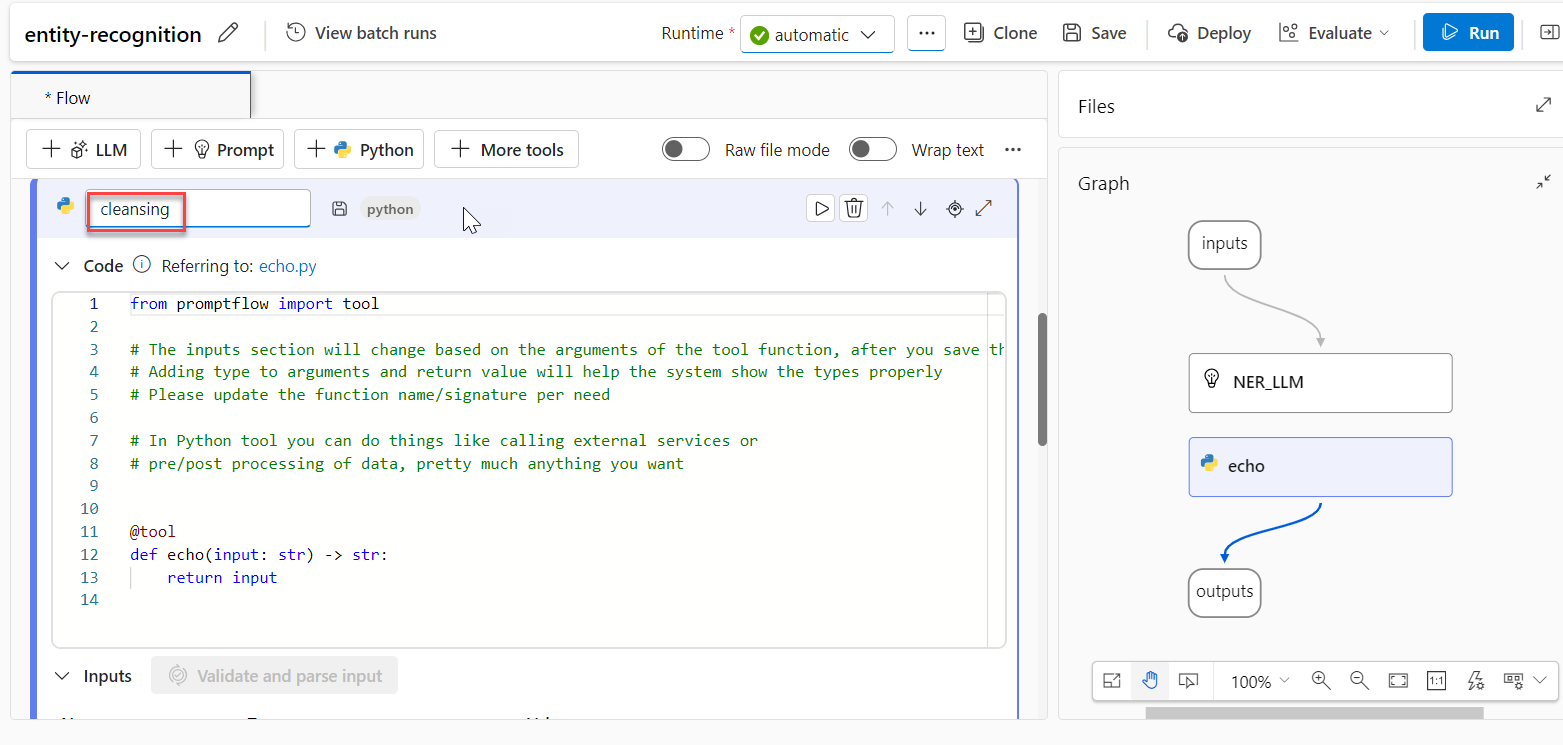 entity-recognition View batch runs Runtime * automatic ... Clone Save Deploy Evaluate Run
* Flow
+ LLM + Prompt + Python + More tools Raw file mode Wrap text ...
cleansing python
Code Referring to: echo.py
1 from promptflow import tool
2
3 # The inputs section will change based on the arguments of the tool function, after you save th
4 # Adding type to arguments and return value will help the system show the types properly
5 # Please update the function name/signature per need
6
7 # In Python tool you can do things like calling external services or
8 # pre/post processing of data, pretty much anything you want
9
10
11 @tool
12 def echo(input: str) -> str:
13 return input
14
Inputs Validate and parse input
Files
Graph
inputs
NER_LLM
echo
outputs
100% 1:1